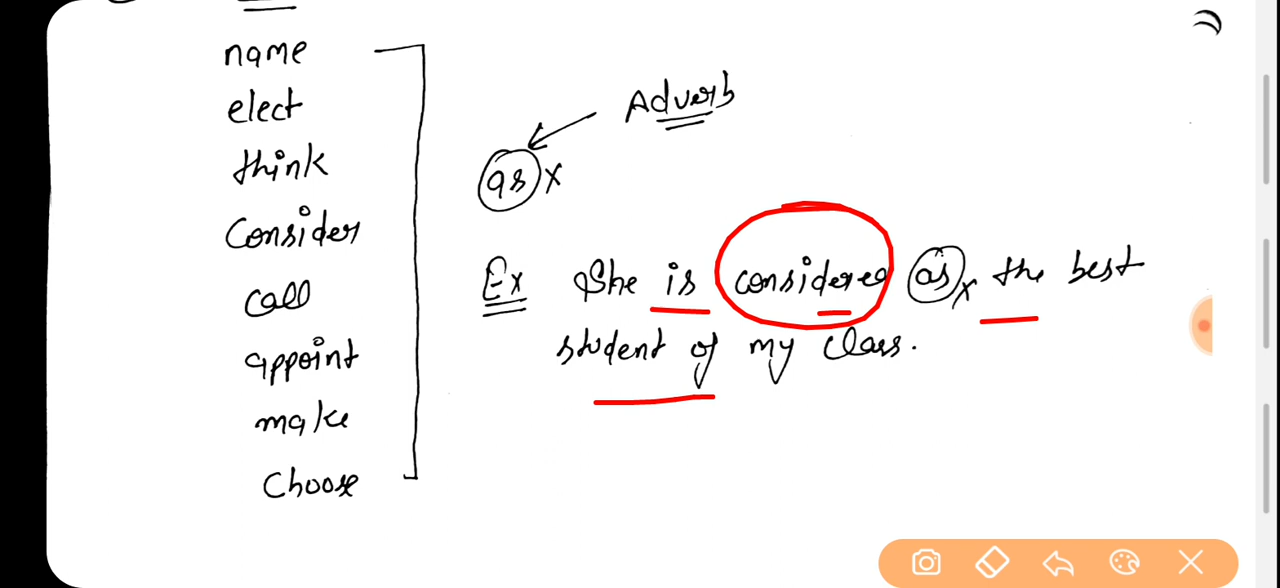 name
elect
think
Consider
call
appoint
make
Choose
Adverb
as x
Ex She is considered as x the best
student of my class.